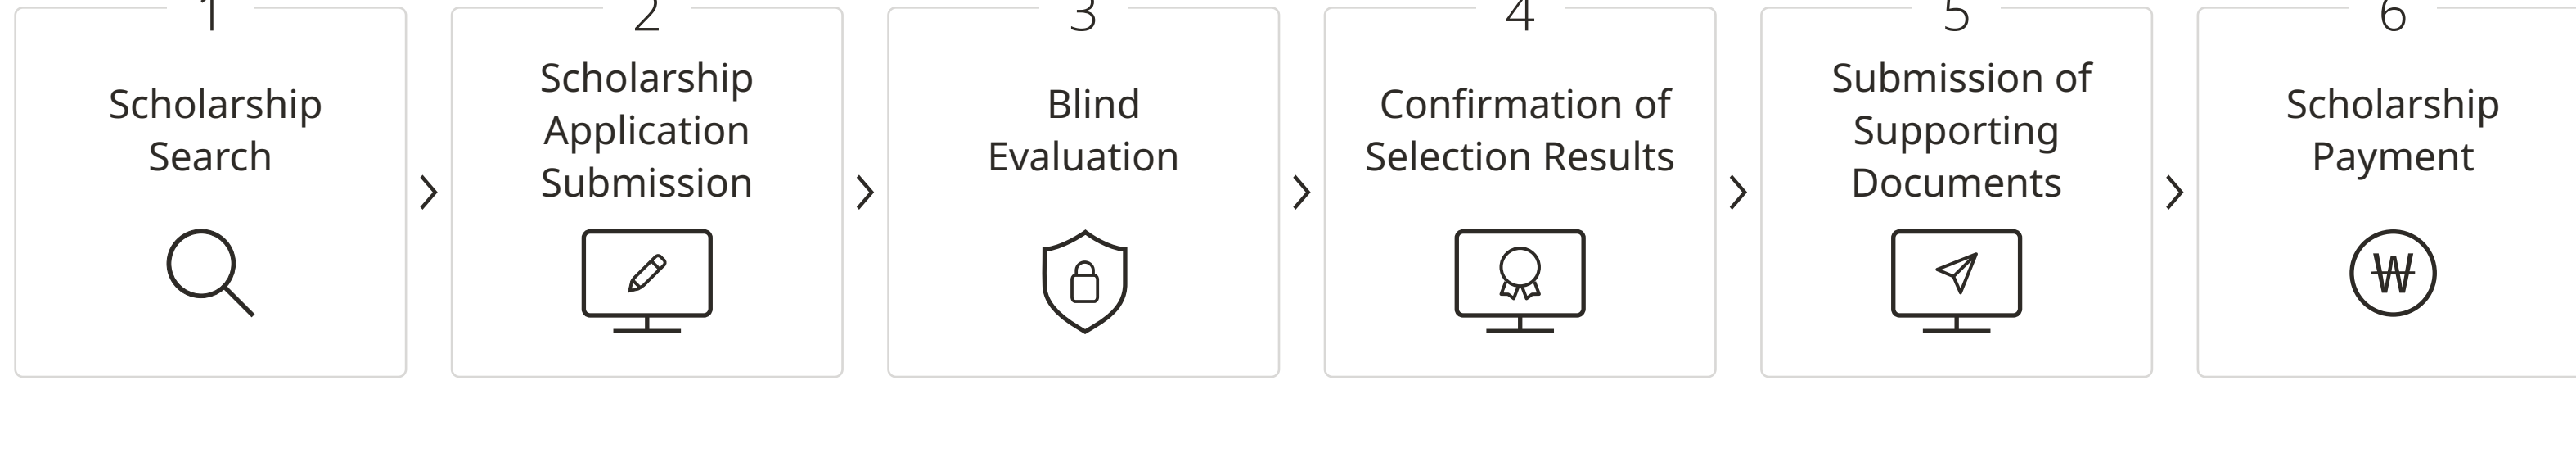 1
Scholarship
Search
2
Scholarship
Application
Submission
3
Blind
Evaluation
4
Confirmation of
Selection Results
5
Submission of
Supporting
Documents
6
Scholarship
Payment
₩